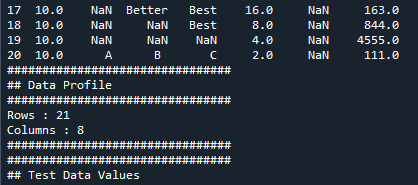 17  10.0     NaN  Better   Best    16.0      NaN    163.0
18  10.0     NaN     NaN   Best     8.0      NaN    844.0
19  10.0     NaN     NaN    NaN     4.0      NaN   4555.0
20  10.0       A       B      C     2.0      NaN    111.0
################################
## Data Profile
################################
Rows : 21
Columns : 8
################################
################################
## Test Data Values